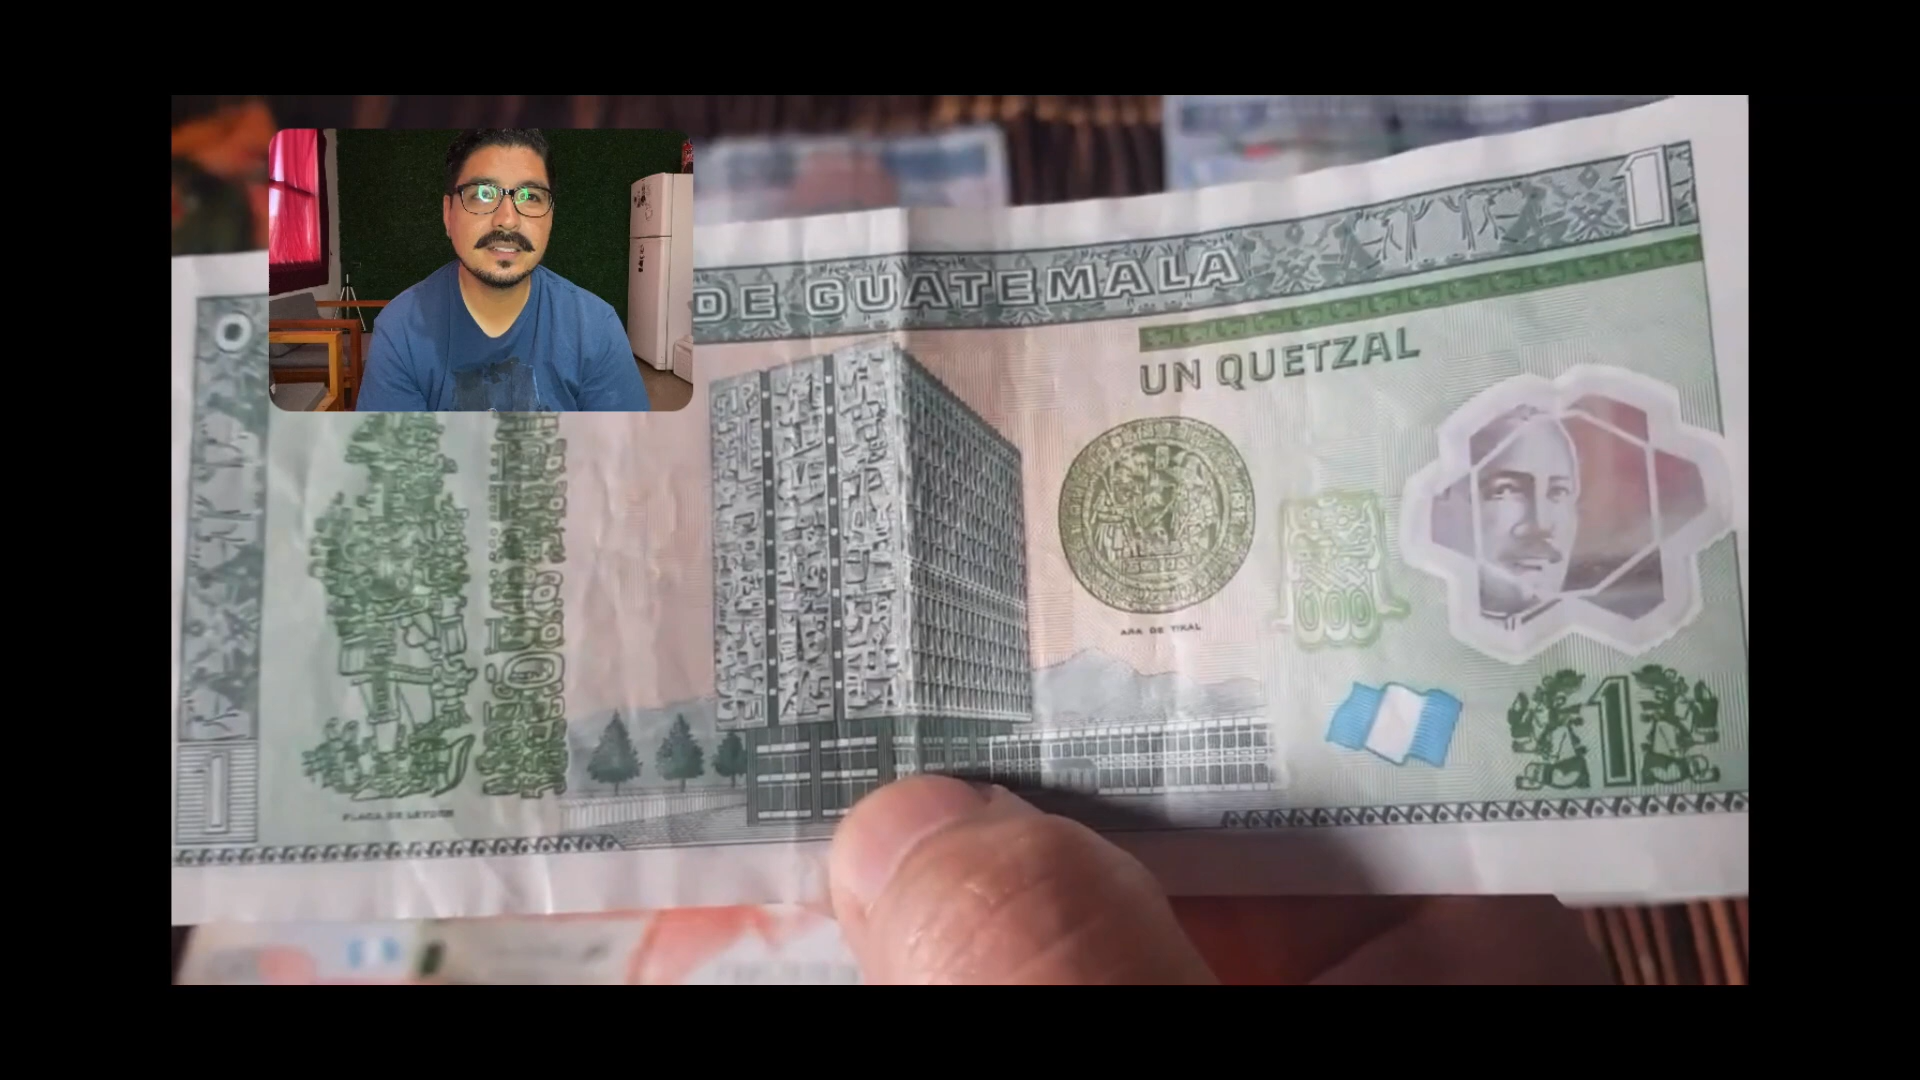 DE GUATEMALA
1
UN QUETZAL
ARA DE TIKAL
1
1
PLACA DE LEYDEN